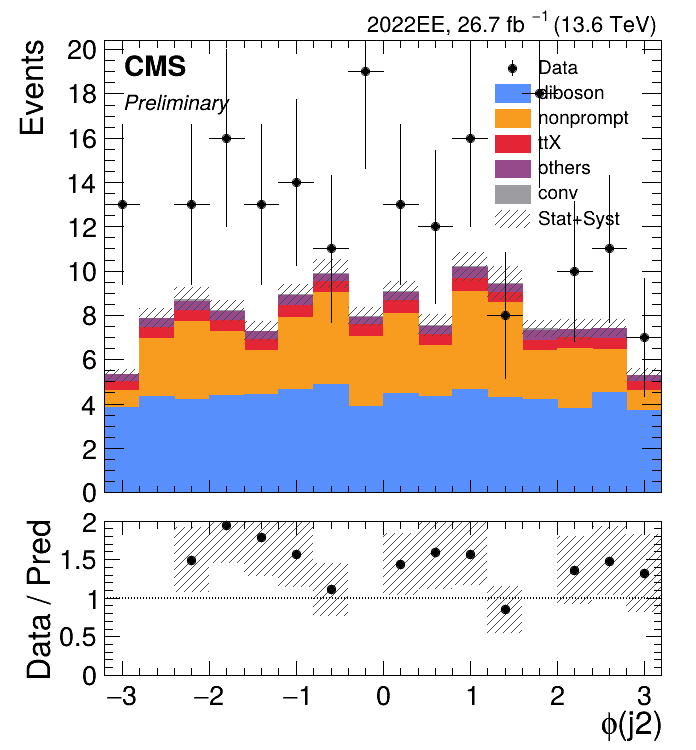 2022EE, 26.7 fb⁻¹ (13.6 TeV)
CMS
Preliminary
Events
20
18
16
14
12
10
8
6
4
2
0
Data
diboson
nonprompt
ttX
others
conv
Stat+Syst
Data / Pred
2
1.5
1
0.5
0
−3 −2 −1 0 1 2 3
ϕ(j2)